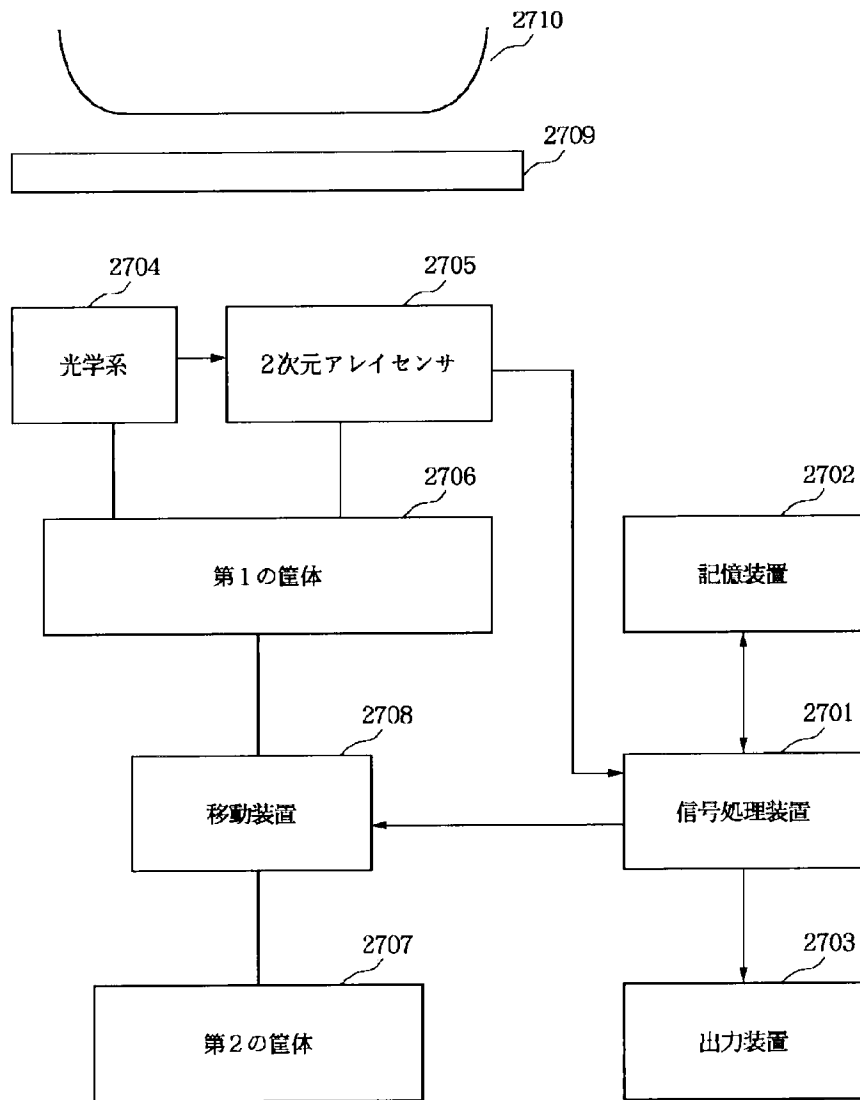 2710
2709
2704
2705
光学系
2次元アレイセンサ
2706
2702
第1の筐体
記憶装置
2708
2701
移動装置
信号処理装置
2707
2703
第2の筐体
出力装置